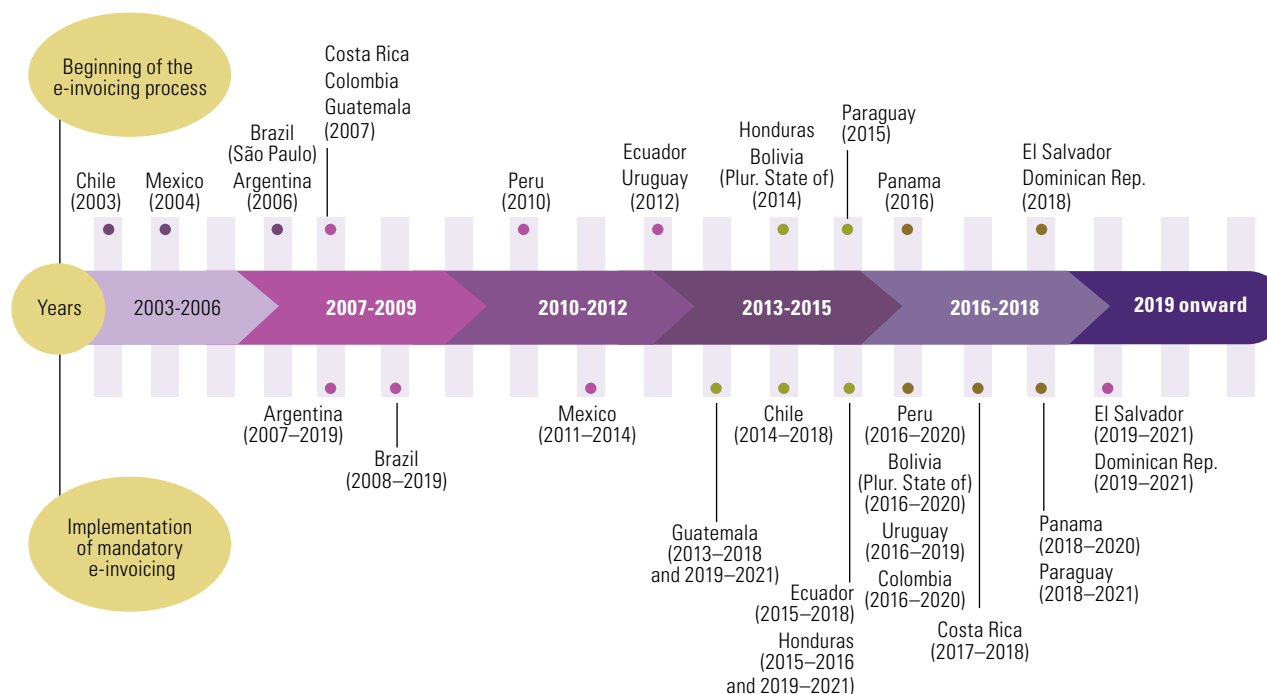 Beginning of the
e-invoicing process
Chile
(2003)
Mexico
(2004)
Brazil
(São Paulo)
Argentina
(2006)
Costa Rica
Colombia
Guatemala
(2007)
Peru
(2010)
Ecuador
Uruguay
(2012)
Honduras
Bolivia
(Plur. State of)
(2014)
Paraguay
(2015)
Panama
(2016)
El Salvador
Dominican Rep.
(2018)
Years
2003-2006
2007-2009
2010-2012
2013-2015
2016-2018
2019 onward
Implementation
of mandatory
e-invoicing
Argentina
(2007–2019)
Brazil
(2008–2019)
Mexico
(2011–2014)
Guatemala
(2013–2018
and 2019–2021)
Chile
(2014–2018)
Ecuador
(2015–2018)
Honduras
(2015–2016
and 2019–2021)
Peru
(2016–2020)
Bolivia
(Plur. State of)
(2016–2020)
Uruguay
(2016–2019)
Colombia
(2016–2020)
Costa Rica
(2017–2018)
Panama
(2018–2020)
Paraguay
(2018–2021)
El Salvador
(2019–2021)
Dominican Rep.
(2019–2021)